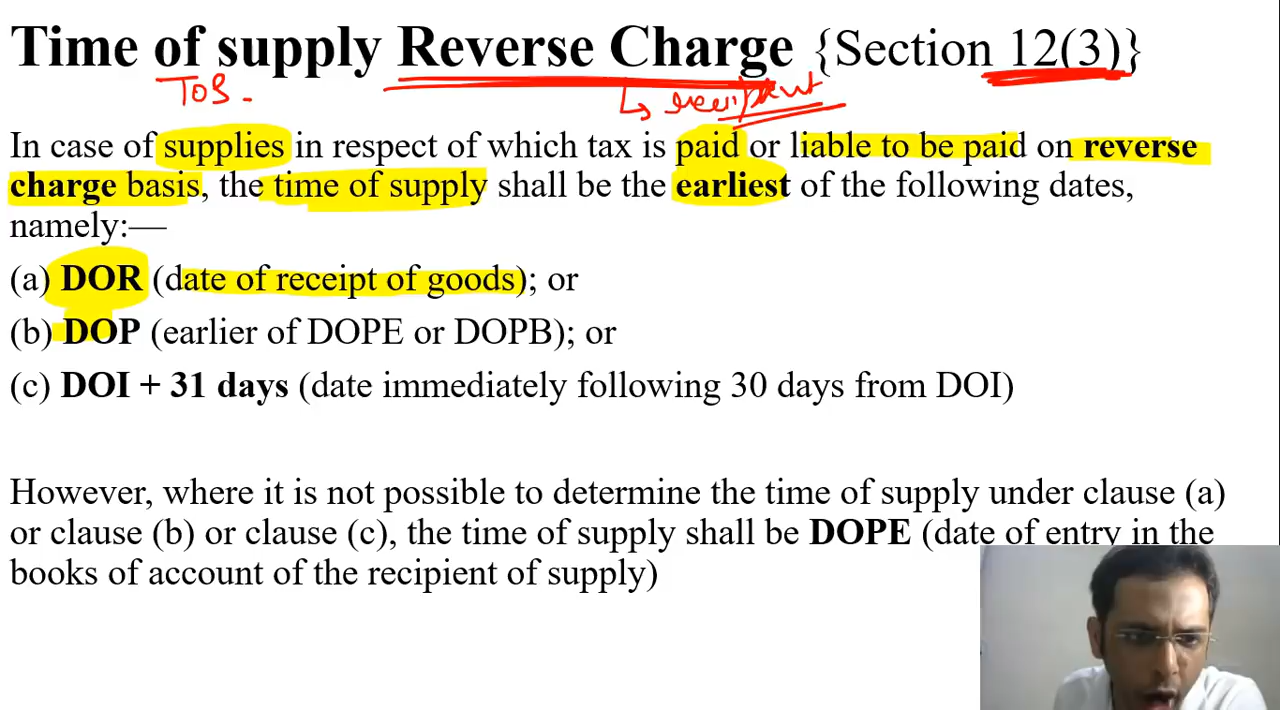 Time of supply Reverse Charge {Section 12(3)}
TOS.
↳ recipient
In case of supplies in respect of which tax is paid or liable to be paid on reverse
charge basis, the time of supply shall be the earliest of the following dates,
namely:—
(a) DOR (date of receipt of goods); or
(b) DOP (earlier of DOPE or DOPB); or
(c) DOI + 31 days (date immediately following 30 days from DOI)
However, where it is not possible to determine the time of supply under clause (a)
or clause (b) or clause (c), the time of supply shall be DOPE (date of entry in the
books of account of the recipient of supply)